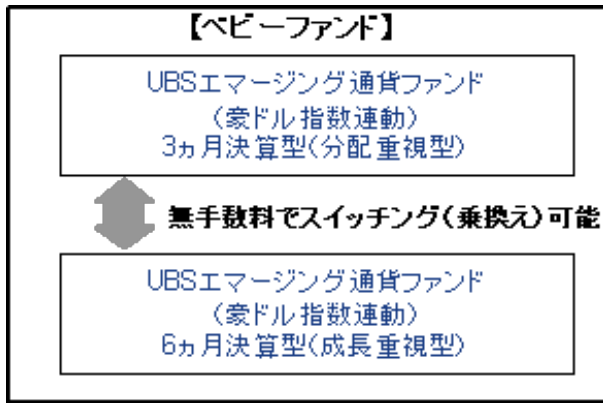 【ベビーファンド】
UBSエマージング通貨ファンド
（豪ドル指数連動）
3ヵ月決算型(分配重視型)
無手数料でスイッチング(乗換え)可能
UBSエマージング通貨ファンド
（豪ドル指数連動）
6ヵ月決算型(成長重視型)